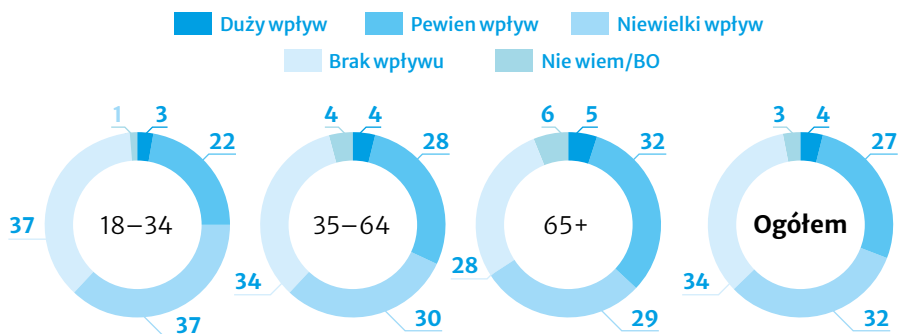 Duży wpływ Pewien wpływ Niewielki wpływ
Brak wpływu Nie wiem/BO
1 3 4 4 6 5 3 4
22 28 32 27
37 18–34 35–64 65+ Ogółem
34 28 34
37 30 29 32